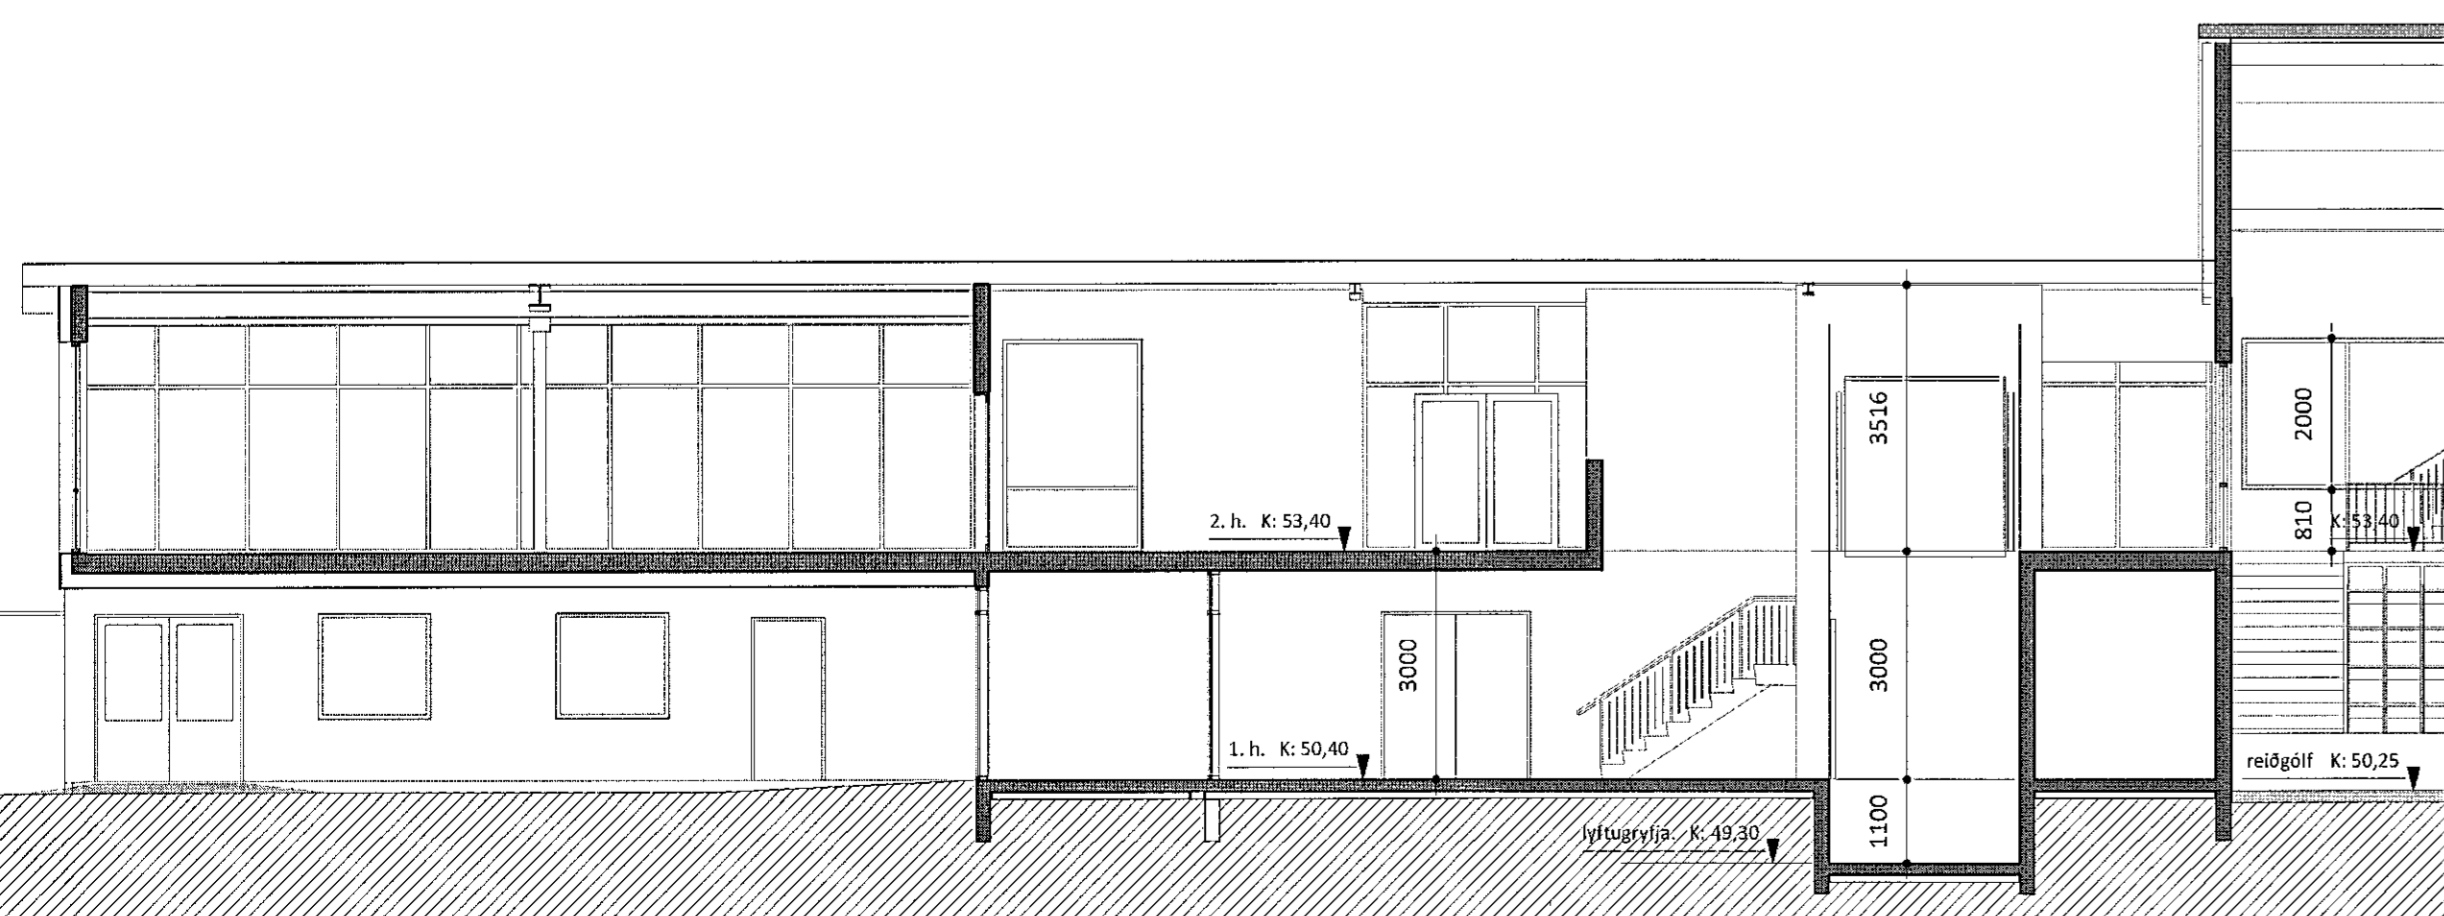 3516
2000
2. h. K: 53,40
810
K: 53,40
3000
3000
1. h. K: 50,40
reiðgólf K: 50,25
1100
lyftugryfja. K: 49,30